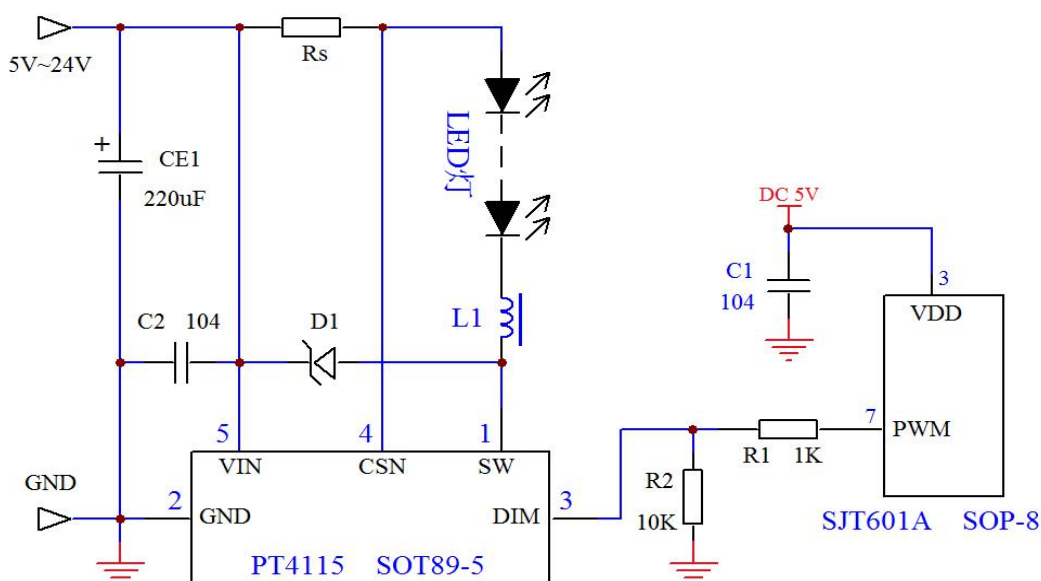 5V~24V
Rs
LED灯
+
CE1
220uF
DC 5V
C1
104
3
VDD
C2 104
D1
L1
5
4
1
7
PWM
R1 1K
VIN
CSN
SW
GND
2
GND
DIM
3
R2
10K
SJT601A SOP-8
PT4115 SOT89-5